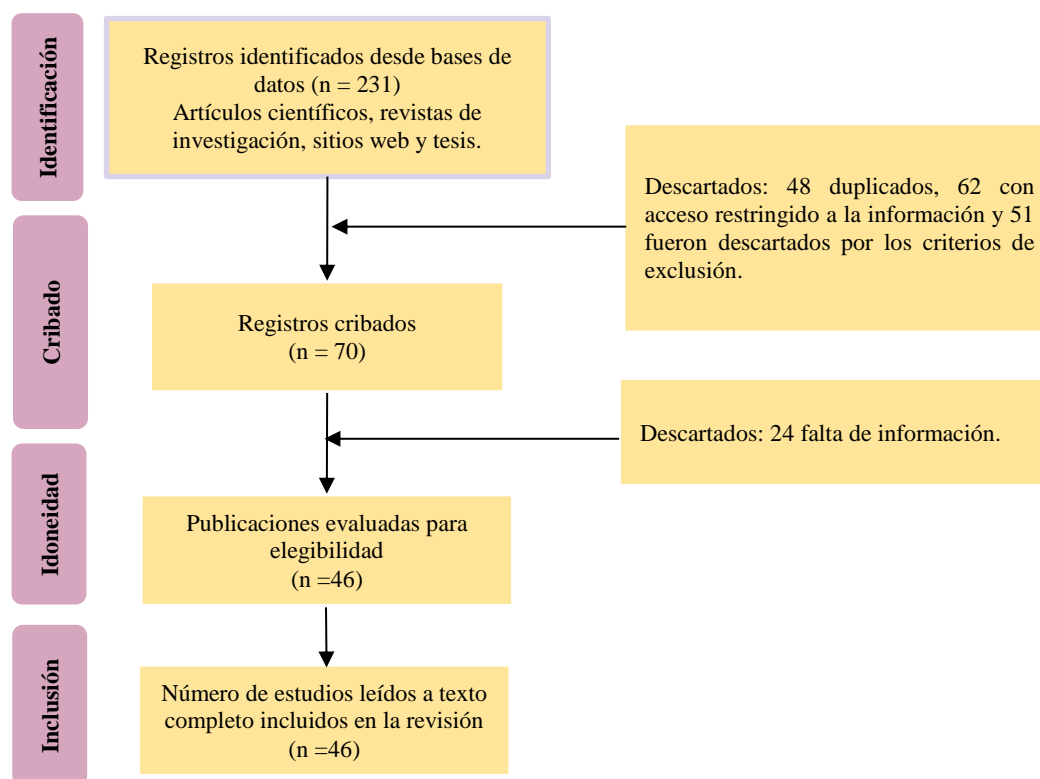 Identificación
Registros identificados desde bases de
datos (n = 231)
Artículos científicos, revistas de
investigación, sitios web y tesis.
Descartados: 48 duplicados, 62 con
acceso restringido a la información y 51
fueron descartados por los criterios de
exclusión.
Cribado
Registros cribados
(n = 70)
Descartados: 24 falta de información.
Idoneidad
Publicaciones evaluadas para
elegibilidad
(n =46)
Inclusión
Número de estudios leídos a texto
completo incluidos en la revisión
(n =46)